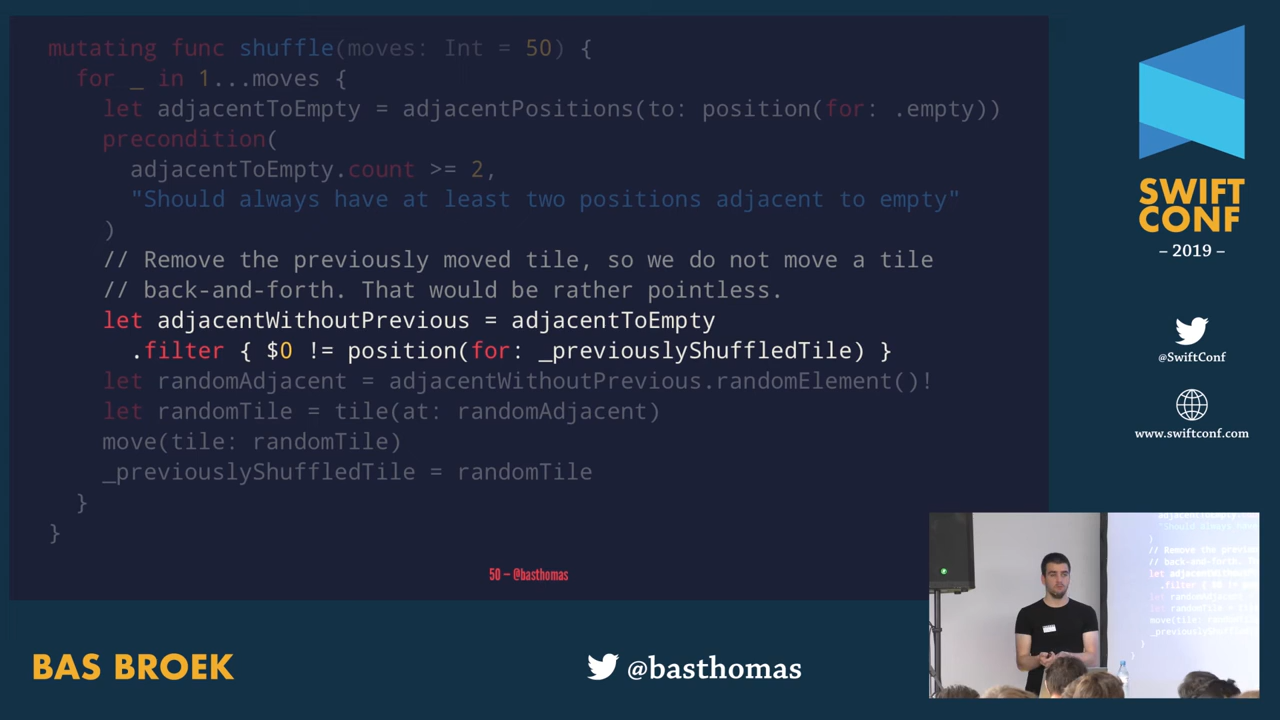 mutating func shuffle(moves: Int = 50) {
for _ in 1...moves {
let adjacentToEmpty = adjacentPositions(to: position(for: .empty))
precondition(
adjacentToEmpty.count >= 2,
"Should always have at least two positions adjacent to empty"
)
// Remove the previously moved tile, so we do not move a tile
// back-and-forth. That would be rather pointless.
let adjacentWithoutPrevious = adjacentToEmpty
.filter { $0 != position(for: _previouslyShuffledTile) }
let randomAdjacent = adjacentWithoutPrevious.randomElement()!
let randomTile = tile(at: randomAdjacent)
move(tile: randomTile)
_previouslyShuffledTile = randomTile
}
}
50 — @basthomas
SWIFT
CONF
– 2019 –
@SwiftConf
www.swiftconf.com
BAS BROEK
@basthomas